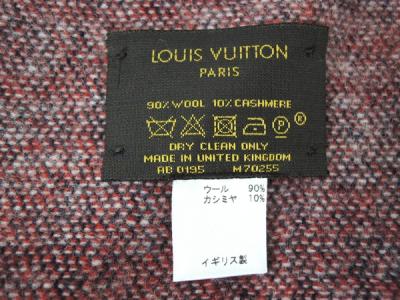 LOUIS VUITTON
PARIS
90% WOOL 10% CASHMERE
P ®
DRY CLEAN ONLY
MADE IN UNITED KINGDOM
AB 0195 M70255
ウール 90%
カシミヤ 10%
イギリス製